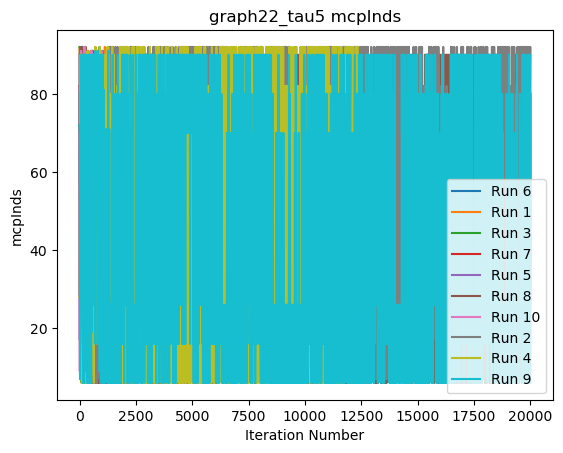 graph22_tau5 mcpInds
mcpInds
80
60
40
20
Run 6
Run 1
Run 3
Run 7
Run 5
Run 8
Run 10
Run 2
Run 4
Run 9
0 2500 5000 7500 10000 12500 15000 17500 20000
Iteration Number